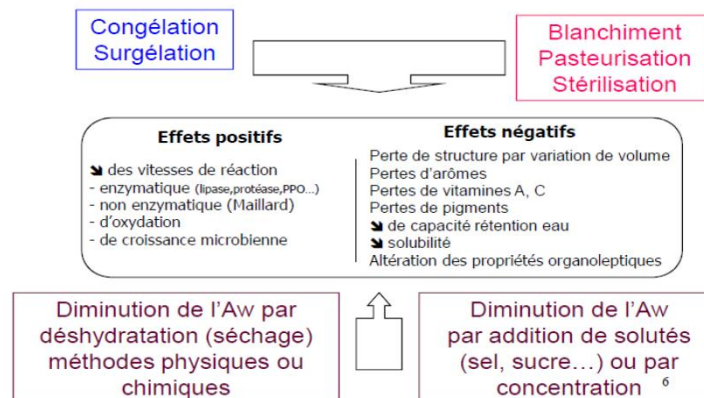 Congélation
Surgélation
Blanchiment
Pasteurisation
Stérilisation
Effets positifs
↘ des vitesses de réaction
- enzymatique (lipase,protéase,PPO...)
- non enzymatique (Maillard)
- d'oxydation
- de croissance microbienne
Effets négatifs
Perte de structure par variation de volume
Pertes d'arômes
Pertes de vitamines A, C
Pertes de pigments
↘ de capacité rétention eau
↘ solubilité
Altération des propriétés organoleptiques
Diminution de l'Aw par
déshydratation (séchage)
méthodes physiques ou
chimiques
Diminution de l'Aw
par addition de solutés
(sel, sucre...) ou par
concentration 6